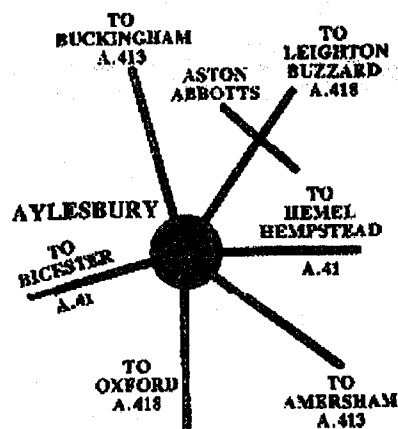 TO
BUCKINGHAM
A.413
TO
LEIGHTON
BUZZARD
A.418
ASTON
ABBOTTS
AYLESBURY
TO
HEMEL
HEMPSTEAD
A.41
TO
BICESTER
A.41
TO
OXFORD
A.418
TO
AMERSHAM
A.413